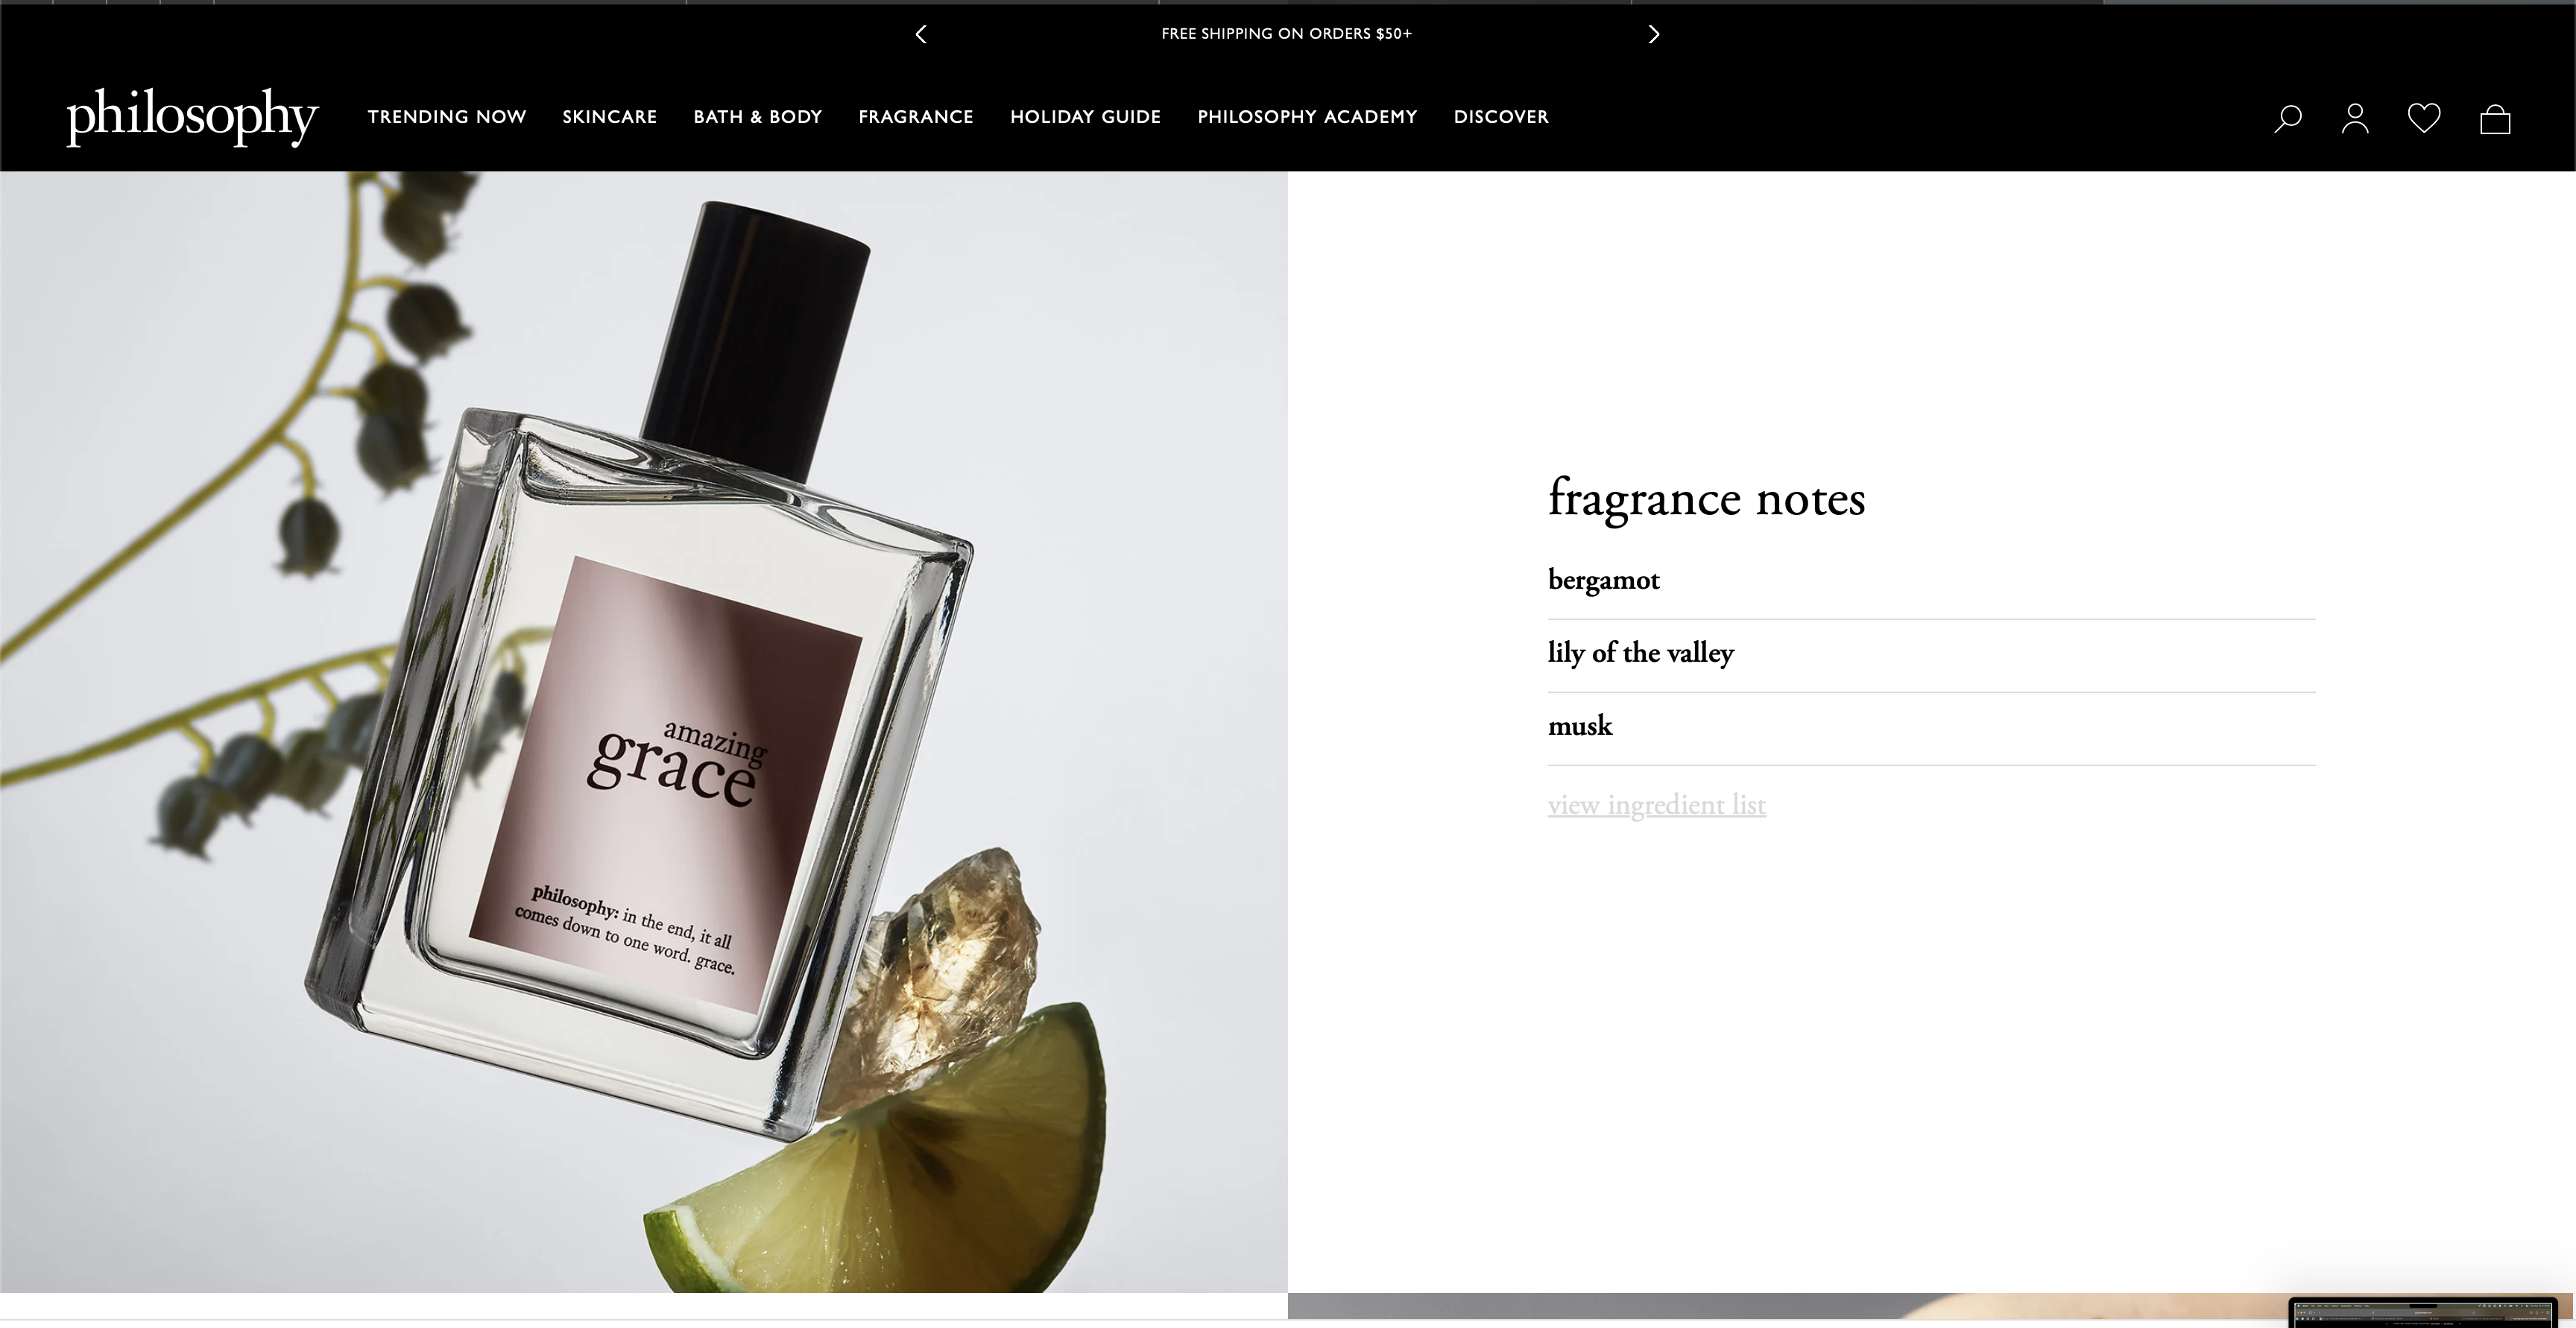 FREE SHIPPING ON ORDERS $50+
philosophy
TRENDING NOW
SKINCARE
BATH & BODY
FRAGRANCE
HOLIDAY GUIDE
PHILOSOPHY ACADEMY
DISCOVER
amazing
grace
philosophy: in the end, it all
comes down to one word. grace.
fragrance notes
bergamot
lily of the valley
musk
view ingredient list